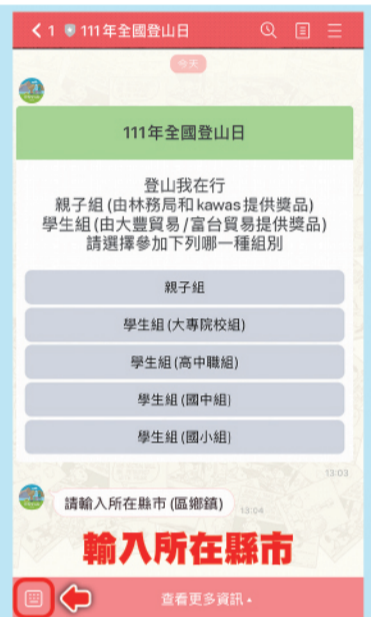 1 111年全國登山日
今天
111年全國登山日
登山我在行
親子組(由林務局和kawas提供獎品)
學生組(由大豐貿易/富台貿易提供獎品)
請選擇參加下列哪一種組別
親子組
學生組(大專院校組)
學生組(高中職組)
學生組(國中組)
學生組(國小組)
13:03
請輸入所在縣市(區鄉鎮)
13:04
輸入所在縣市
查看更多資訊